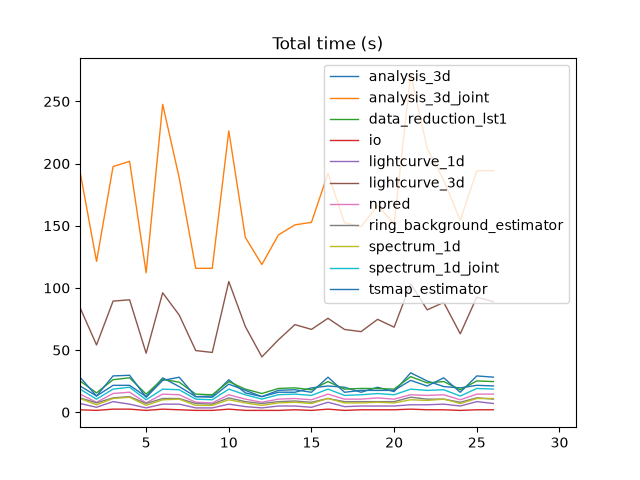 Total time (s)
250
200
150
100
50
0
5
10
15
20
25
30
analysis_3d
analysis_3d_joint
data_reduction_lst1
io
lightcurve_1d
lightcurve_3d
npred
ring_background_estimator
spectrum_1d
spectrum_1d_joint
tsmap_estimator